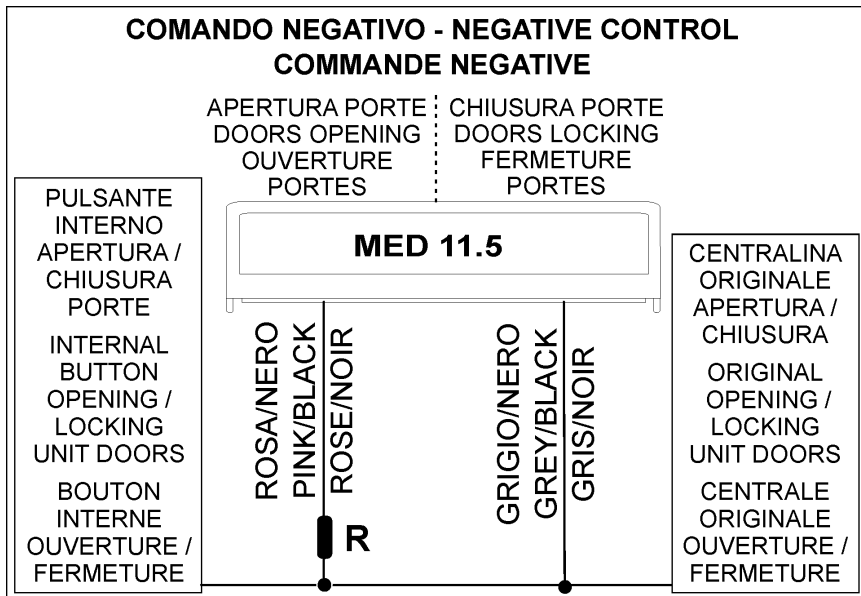 COMANDO NEGATIVO - NEGATIVE CONTROL
COMMANDE NEGATIVE
APERTURA PORTE
DOORS OPENING
OUVERTURE
PORTES
CHIUSURA PORTE
DOORS LOCKING
FERMETURE
PORTES
PULSANTE
INTERNO
APERTURA /
CHIUSURA
PORTE
INTERNAL
BUTTON
OPENING /
LOCKING
UNIT DOORS
BOUTON
INTERNE
OUVERTURE /
FERMETURE
MED 11.5
ROSA/NERO
PINK/BLACK
ROSE/NOIR
R
GRIGIO/NERO
GREY/BLACK
GRIS/NOIR
CENTRALINA
ORIGINALE
APERTURA /
CHIUSURA
ORIGINAL
OPENING /
LOCKING
UNIT DOORS
CENTRALE
ORIGINALE
OUVERTURE /
FERMETURE